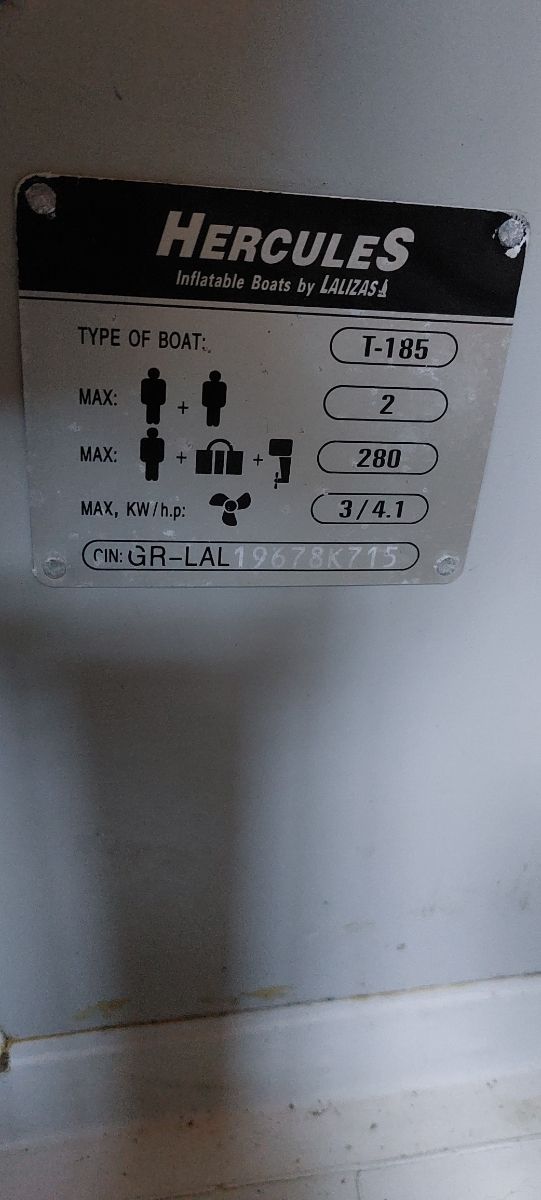 HERCULES
Inflatable Boats by LALIZAS
TYPE OF BOAT: T-185
MAX: + 2
MAX: + + 280
MAX, KW/h.p: 3/4.1
CIN: GR-LAL19678K715